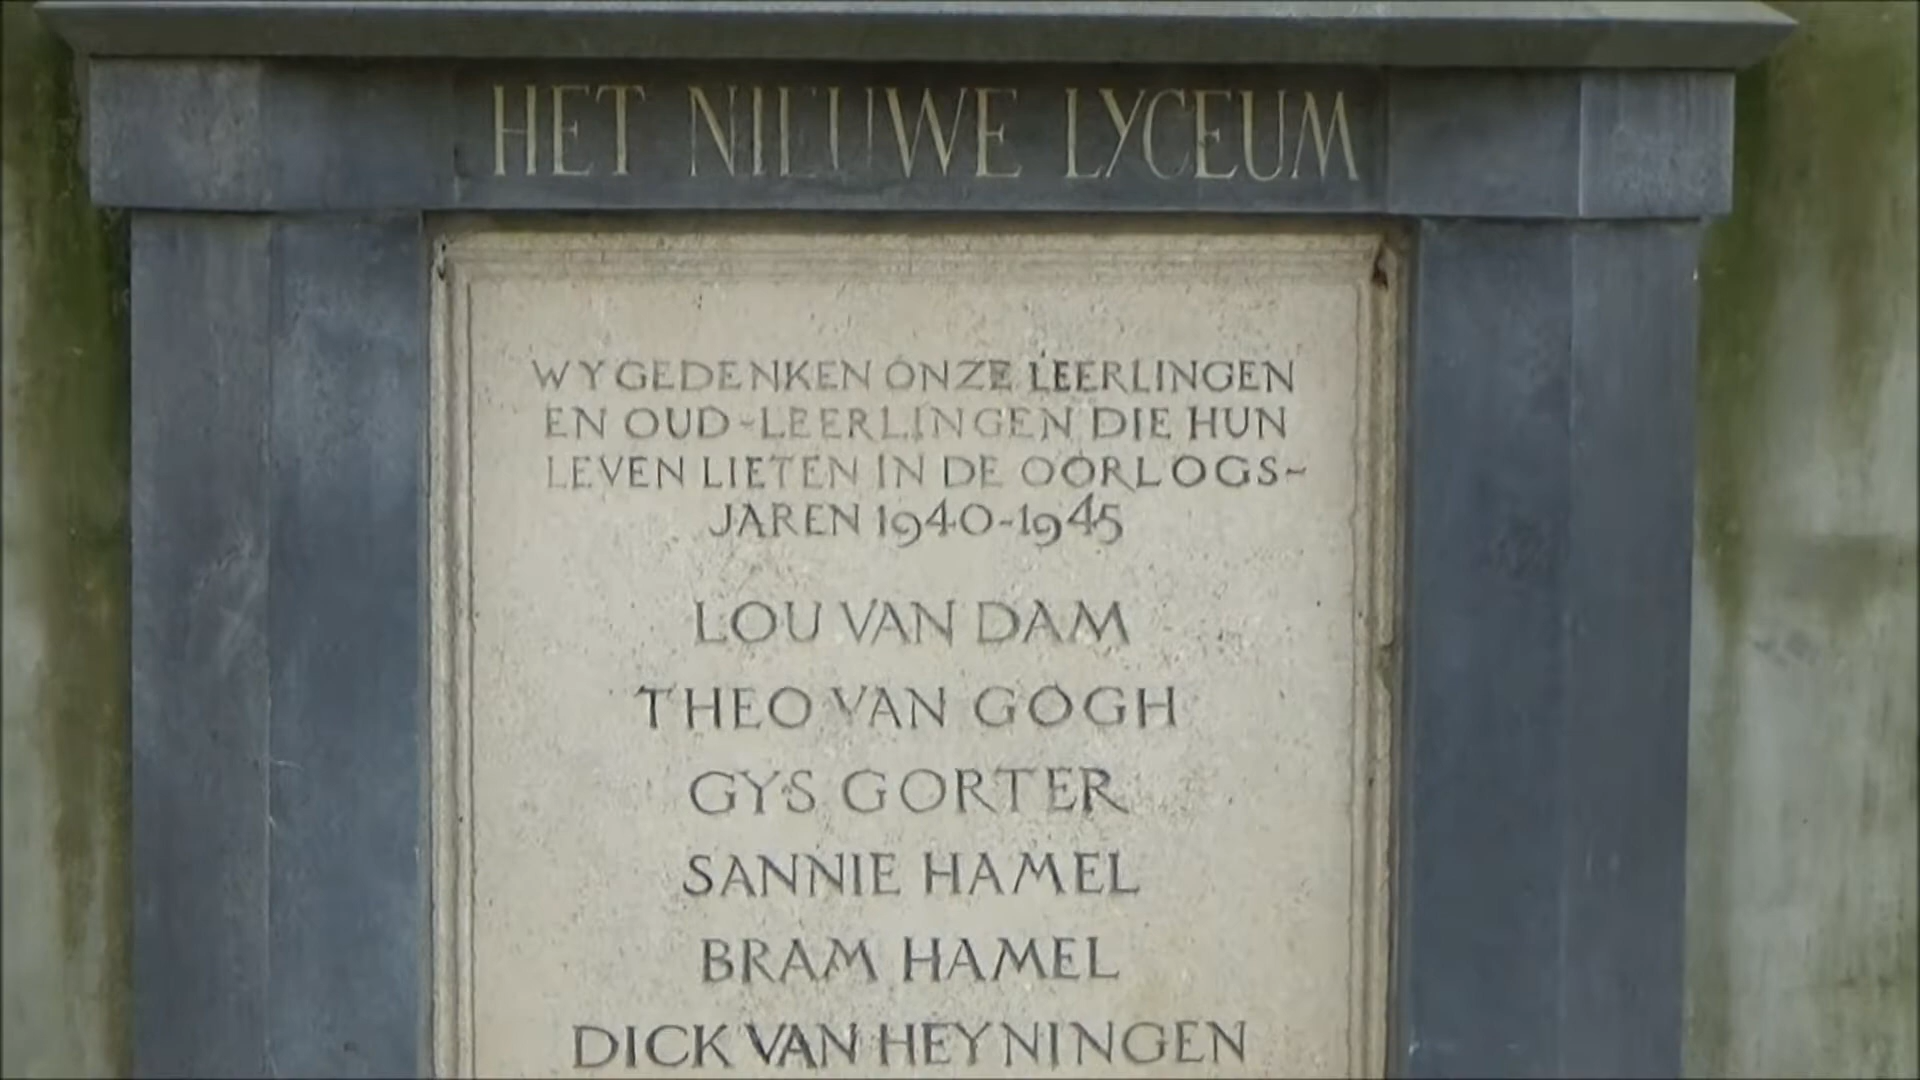 HET NIEUWE LYCEUM
WY GEDENKEN ONZE LEERLINGEN
EN OUD-LEERLINGEN DIE HUN
LEVEN LIETEN IN DE OORLOGS-
JAREN 1940-1945
LOU VAN DAM
THEO VAN GOGH
GYS GORTER
SANNIE HAMEL
BRAM HAMEL
DICK VAN HEYNINGEN